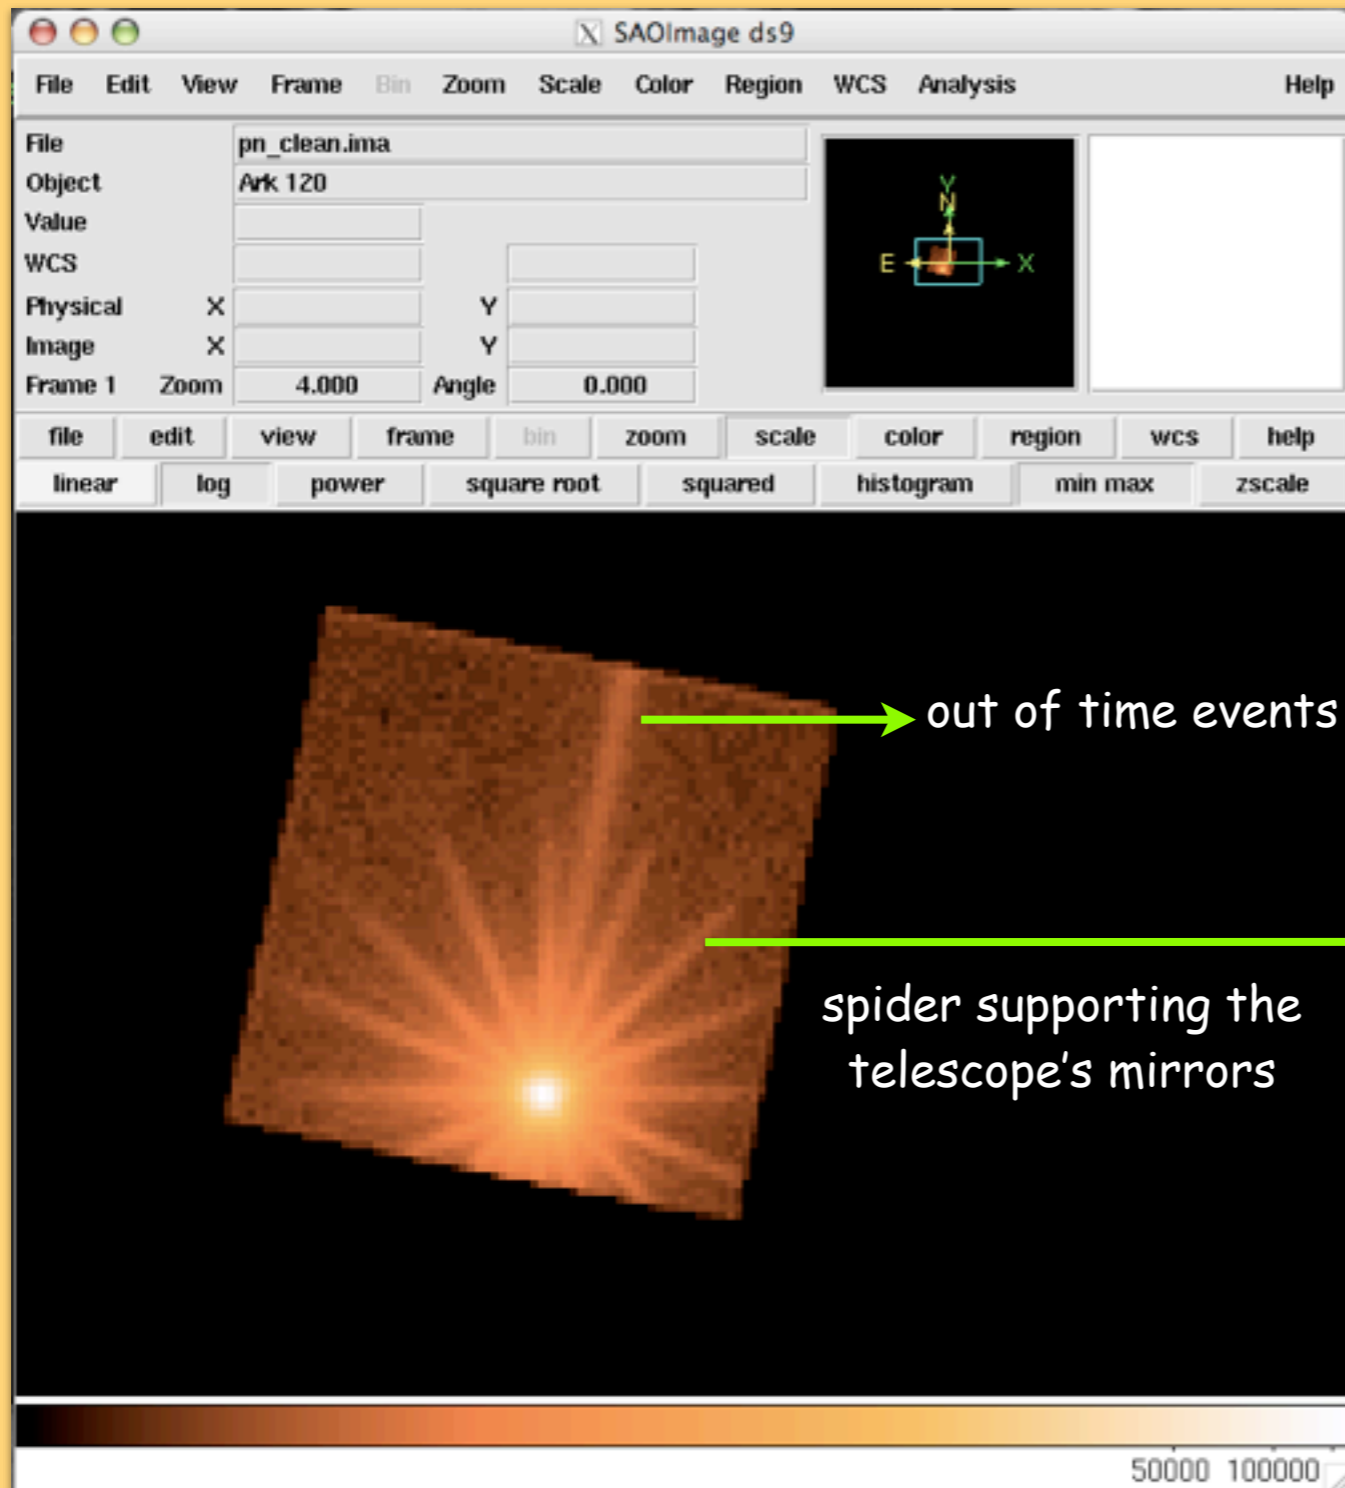 SAOImage ds9
File Edit View Frame Bin Zoom Scale Color Region WCS Analysis Help
File pn_clean.ima
Object Ark 120
Value
WCS
Physical X Y
Image X Y
Frame 1 Zoom 4.000 Angle 0.000
Y
N
E X
file edit view frame bin zoom scale color region wcs help
linear log power square root squared histogram min max zscale
out of time events
spider supporting the
telescope's mirrors
50000 100000